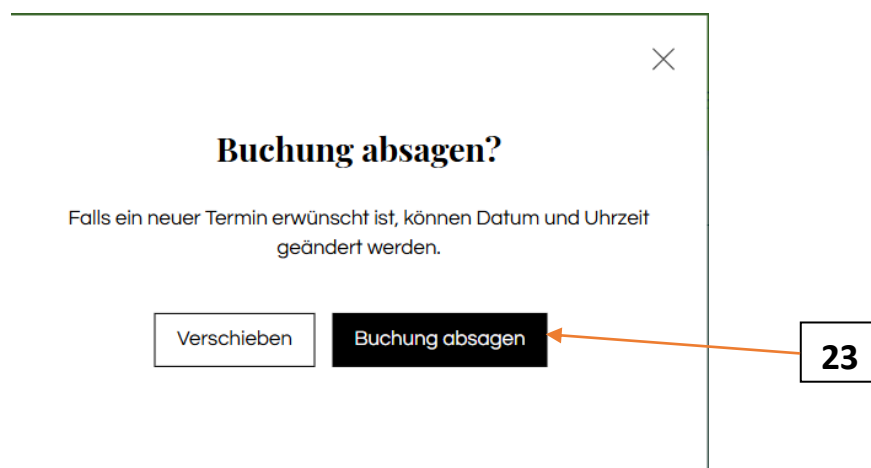 Buchung absagen?
Falls ein neuer Termin erwünscht ist, können Datum und Uhrzeit
geändert werden.
Verschieben
Buchung absagen
23